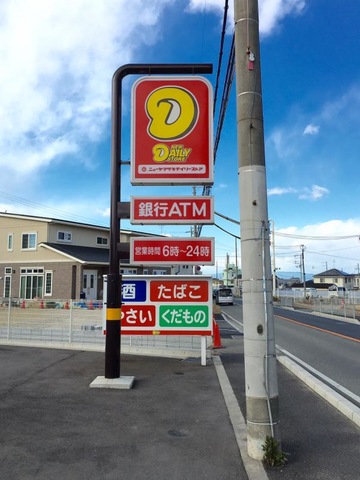 D
NEW
DAILY
STORE
ニューヤマザキデイリーストア
銀行ATM
営業時間 6時~24時
酒 たばこ
やさい くだもの